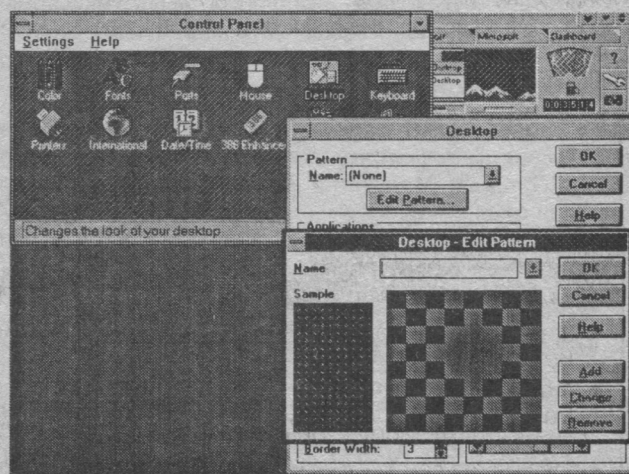 Control Panel
Settings Help
Color Fonts Ports Mouse Desktop Keyboard
Printers International Date/Time 386 Enhanced
Changes the look of your desktop
Microsoft Dashboard
Desktop
Pattern
Name: (None)
Edit Pattern...
OK
Cancel
Help
Applications
Desktop - Edit Pattern
Name
Sample
OK
Cancel
Help
Add
Change
Remove
Border Width: 3